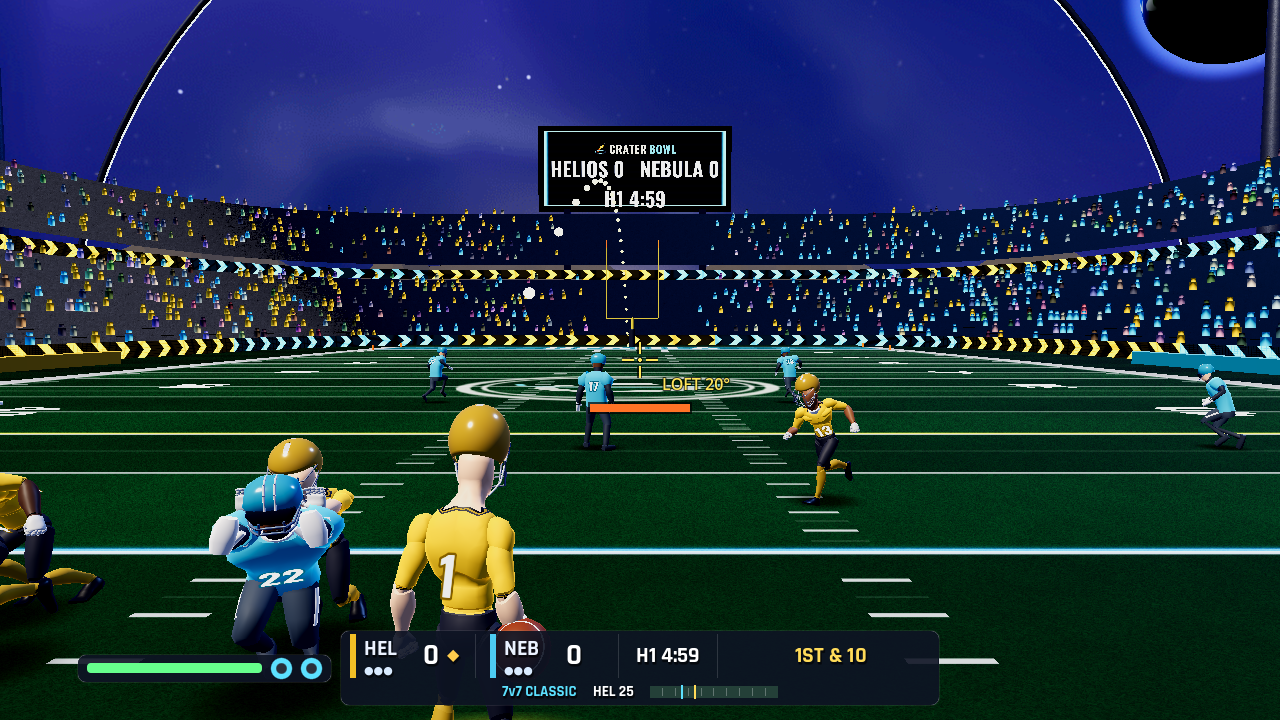 CRATER BOWL
HELIOS 0 NEBULA 0
H1 4:59
17
LOFT 20°
13
22
1
HEL 0 NEB 0 H1 4:59 1ST & 10
7v7 CLASSIC HEL 25